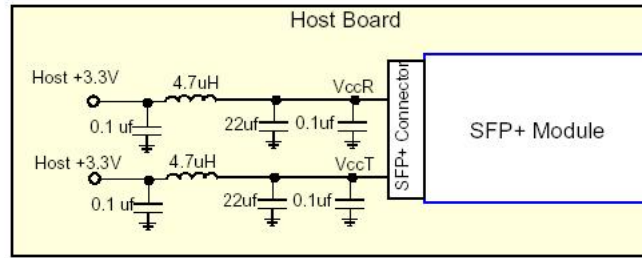 Host Board
Host +3.3V
4.7uH
VccR
0.1 uf
22uf
0.1uf
Host +3.3V
4.7uH
VccT
0.1 uf
22uf
0.1uf
SFP+ Connector
SFP+ Module